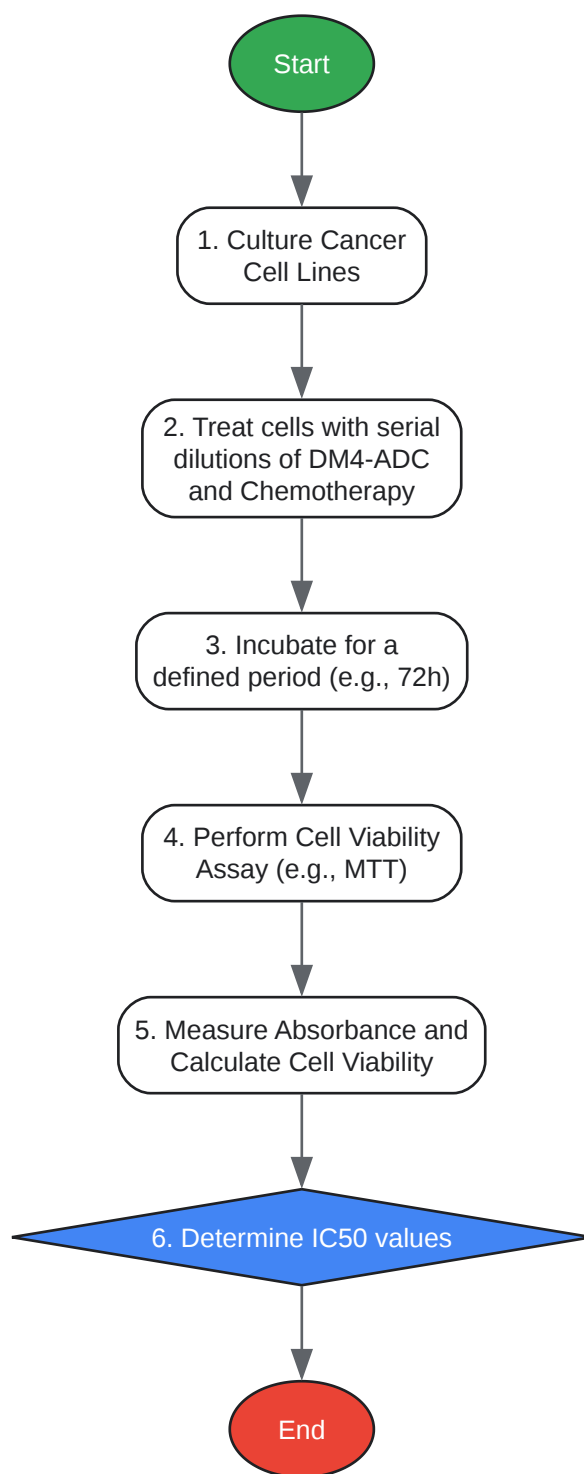 Start
1. Culture Cancer
Cell Lines
2. Treat cells with serial
dilutions of DM4-ADC
and Chemotherapy
3. Incubate for a
defined period (e.g., 72h)
4. Perform Cell Viability
Assay (e.g., MTT)
5. Measure Absorbance and
Calculate Cell Viability
6. Determine IC50 values
End